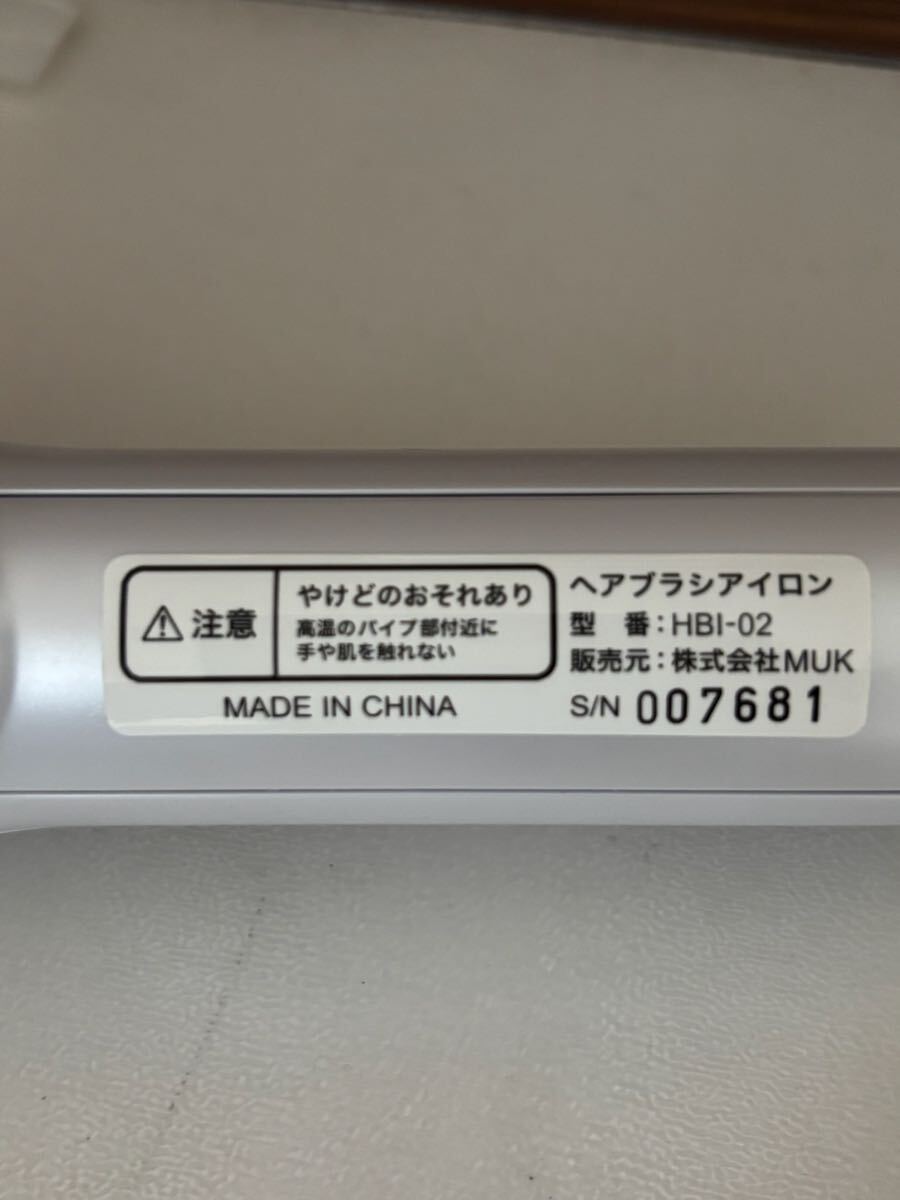 注意
やけどのおそれあり
高温のパイプ部付近に
手や肌を触れない
MADE IN CHINA
ヘアブラシアイロン
型 番:HBI-02
販売元:株式会社MUK
S/N 007681